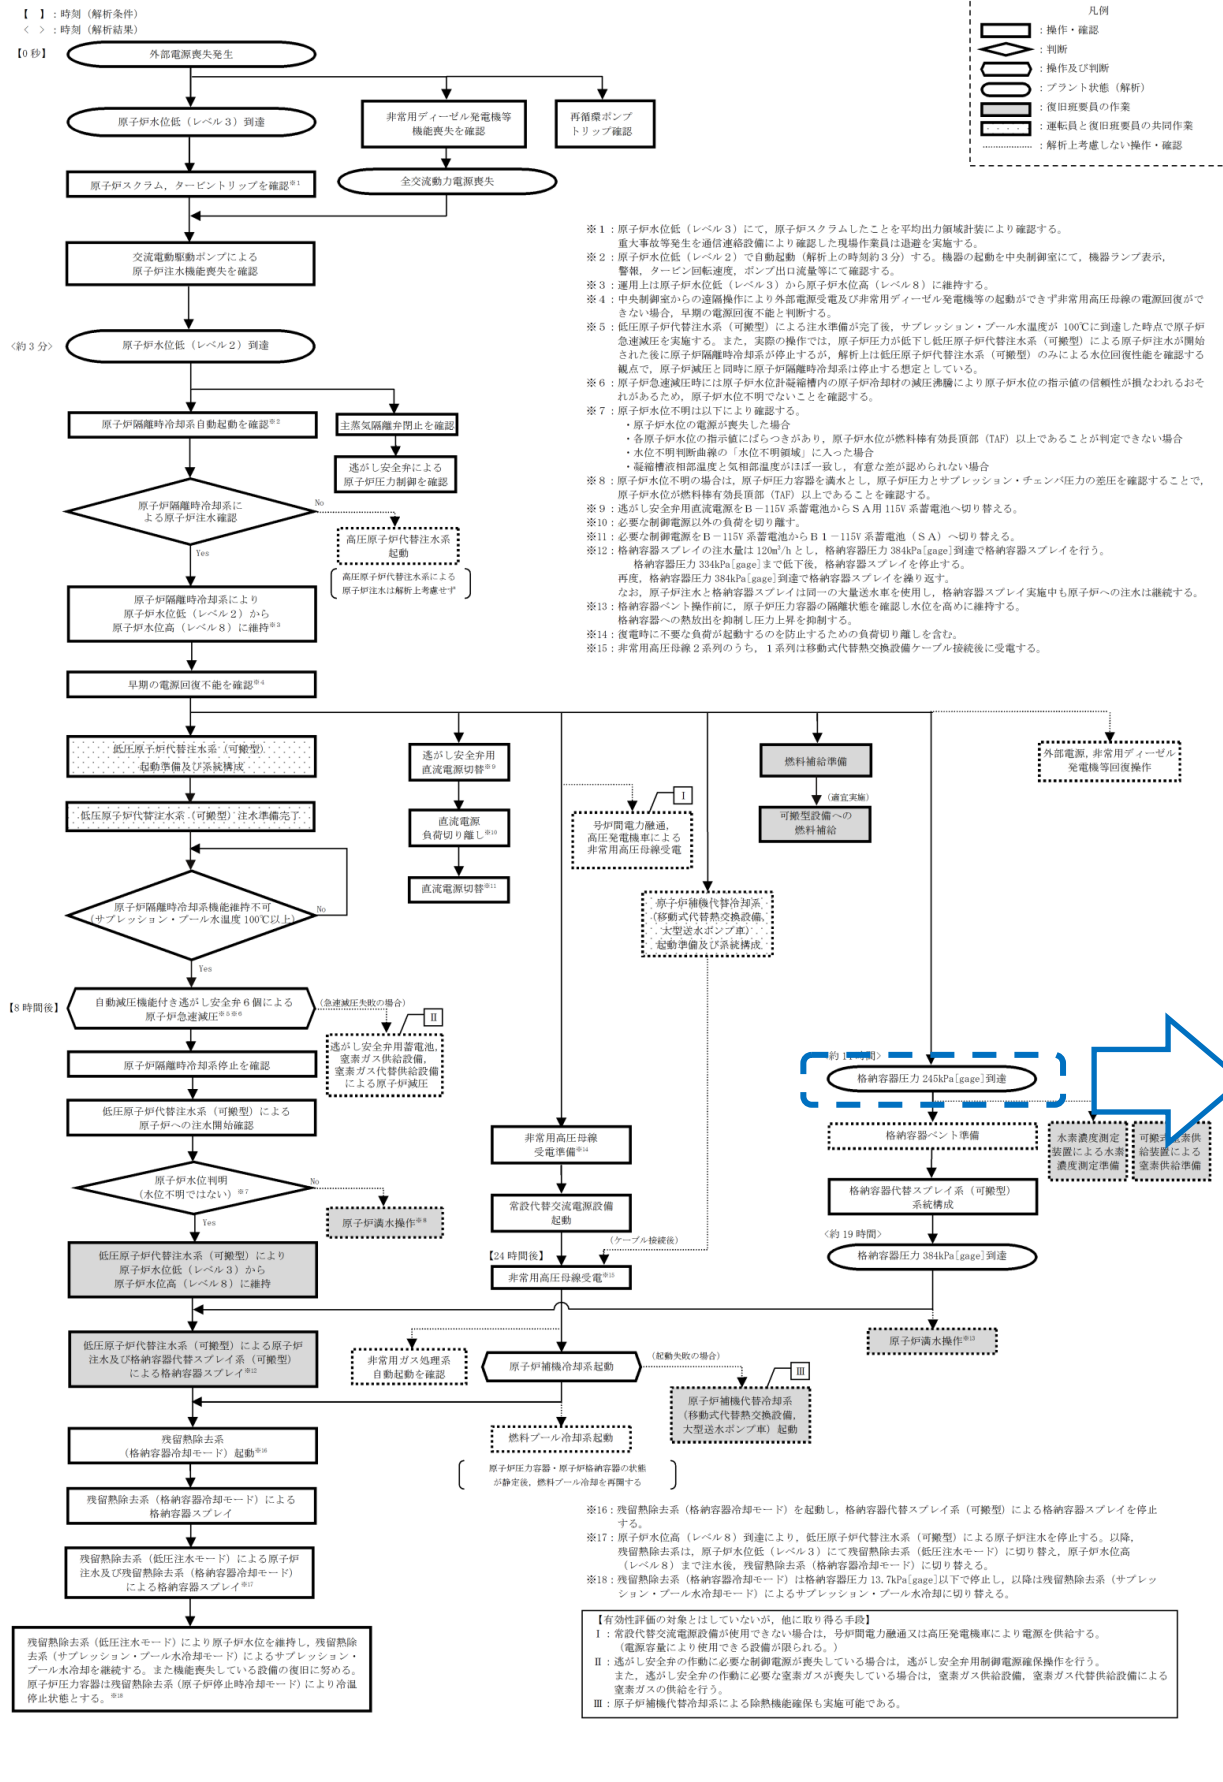 【　】：時刻（解析条件）
〈　〉：時刻（解析結果）
【0秒】
外部電源喪失発生
原子炉水位低（レベル3）到達
非常用ディーゼル発電機等
機能喪失を確認
再循環ポンプ
トリップ確認
原子炉スクラム，タービントリップを確認※1
全交流動力電源喪失
交流電動駆動ポンプによる
原子炉注水機能喪失を確認
〈約3分〉
原子炉水位低（レベル2）到達
原子炉隔離時冷却系自動起動を確認※2
主蒸気隔離弁閉止を確認
逃がし安全弁による
原子炉圧力制御を確認
原子炉隔離時冷却系に
よる原子炉注水確認
No
Yes
高圧原子炉代替注水系
起動
高圧原子炉代替注水系による
原子炉注水は解析上考慮せず
原子炉隔離時冷却系により
原子炉水位低（レベル2）から
原子炉水位高（レベル8）に維持※3
早期の電源回復不能を確認※4
凡例
：操作・確認
：判断
：操作及び判断
：プラント状態（解析）
：復旧班要員の作業
：運転員と復旧班要員の共同作業
：解析上考慮しない操作・確認
※1：原子炉水位低（レベル3）にて，原子炉スクラムしたことを平均出力領域計装により確認する。
重大事故等発生を通信連絡設備により確認した現場作業員は退避を実施する。
※2：原子炉水位低（レベル2）で自動起動（解析上の時刻約3分）する。機器の起動を中央制御室にて，機器ランプ表示，
警報，タービン回転速度，ポンプ出口流量等にて確認する。
※3：運用上は原子炉水位低（レベル3）から原子炉水位高（レベル8）に維持する。
※4：中央制御室からの遠隔操作により外部電源受電及び非常用ディーゼル発電機等の起動ができず非常用高圧母線の電源回復がで
きない場合，早期の電源回復不能と判断する。
※5：低圧原子炉代替注水系（可搬型）による注水準備が完了後，サプレッション・プール水温度が 100℃に到達した時点で原子炉
急速減圧を実施する。また，実際の操作では，原子炉圧力が低下し低圧原子炉代替注水系（可搬型）による原子炉注水が開始
された後に原子炉隔離時冷却系が停止するが，解析上は低圧原子炉代替注水系（可搬型）のみによる水位回復性能を確認する
観点で，原子炉減圧と同時に原子炉隔離時冷却系は停止する想定としている。
※6：原子炉急速減圧時には原子炉水位計凝縮槽内の原子炉冷却材の減圧沸騰により原子炉水位の指示値の信頼性が損なわれるおそ
れがあるため，原子炉水位不明でないことを確認する。
※7：原子炉水位不明は以下により確認する。
・原子炉水位の電源が喪失した場合
・各原子炉水位の指示値にばらつきがあり，原子炉水位が燃料棒有効長頂部（TAF）以上であることが判定できない場合
・水位不明判断曲線の「水位不明領域」に入った場合
・凝縮槽液相部温度と気相部温度がほぼ一致し，有意な差が認められない場合
※8：原子炉水位不明の場合は，原子炉圧力容器を満水とし，原子炉圧力とサプレッション・チェンバ圧力の差圧を確認することで，
原子炉水位が燃料棒有効長頂部（TAF）以上であることを確認する。
※9：逃がし安全弁用直流電源をB－115V系蓄電池からSA用115V系蓄電池へ切り替える。
※10：必要な制御電源以外の負荷を切り離す。
※11：必要な制御電源をB－115V系蓄電池からB1－115V系蓄電池（SA）へ切り替える。
※12：格納容器スプレイの注水量は120m³/hとし，格納容器圧力384kPa[gage]到達で格納容器スプレイを行う。
格納容器圧力334kPa[gage]まで低下後，格納容器スプレイを停止する。
再度，格納容器圧力384kPa[gage]到達で格納容器スプレイを繰り返す。
なお，原子炉注水と格納容器スプレイは同一の大量送水車を使用し，格納容器スプレイ実施中も原子炉への注水は継続する。
※13：格納容器ベント操作前に，原子炉圧力容器の隔離状態を確認し水位を高めに維持する。
格納容器への熱放出を抑制し圧力上昇を抑制する。
※14：復電時に不要な負荷が起動するのを防止するための負荷切り離しを含む。
※15：非常用高圧母線2系列のうち，1系列は移動式代替熱交換設備ケーブル接続後に受電する。
低圧原子炉代替注水系（可搬型）
起動準備及び系統構成
低圧原子炉代替注水系（可搬型）注水準備完了
逃がし安全弁用
直流電源切替※9
直流電源
負荷切り離し※10
直流電源切替※11
Ⅰ
号炉間電力融通，
高圧発電機車による
非常用高圧母線受電
原子炉補機代替冷却系
（移動式代替熱交換設備，
大型送水ポンプ車）
起動準備及び系統構成
燃料補給準備
（適宜実施）
可搬型設備への
燃料補給
外部電源，非常用ディーゼル
発電機等回復操作
原子炉隔離時冷却系機能維持不可
（サプレッション・プール水温度 100℃以上）
No
Yes
【8時間後】
自動減圧機能付き逃がし安全弁6個による
原子炉急速減圧※5※6
（急速減圧失敗の場合）
Ⅱ
逃がし安全弁用蓄電池，
窒素ガス供給設備，
窒素ガス代替供給設備
による原子炉減圧
原子炉隔離時冷却系停止を確認
低圧原子炉代替注水系（可搬型）による
原子炉への注水開始確認
原子炉水位判明
（水位不明ではない）※7
No
Yes
原子炉満水操作※8
低圧原子炉代替注水系（可搬型）により
原子炉水位低（レベル3）から
原子炉水位高（レベル8）に維持
非常用高圧母線
受電準備※14
常設代替交流電源設備
起動
（ケーブル接続後）
【24時間後】
非常用高圧母線受電※15
格納容器圧力 245kPa[gage]到達
格納容器ベント準備
水素濃度測定
装置による水素
濃度測定準備
給装置による
窒素供給準備
格納容器代替スプレイ系（可搬型）
系統構成
〈約19時間〉
格納容器圧力 384kPa[gage]到達
原子炉満水操作※13
低圧原子炉代替注水系（可搬型）による原子炉
注水及び格納容器代替スプレイ系（可搬型）
による格納容器スプレイ※12
非常用ガス処理系
自動起動を確認
原子炉補機冷却系起動
（起動失敗の場合）
Ⅲ
原子炉補機代替冷却系
（移動式代替熱交換設備，
大型送水ポンプ車）起動
燃料プール冷却系起動
原子炉圧力容器・原子炉格納容器の状態
が静定後，燃料プール冷却を再開する
残留熱除去系
（格納容器冷却モード）起動※16
残留熱除去系（格納容器冷却モード）による
格納容器スプレイ
残留熱除去系（低圧注水モード）による原子炉
注水及び残留熱除去系（格納容器冷却モード）
による格納容器スプレイ※17
残留熱除去系（低圧注水モード）により原子炉水位を維持し，残留熱除
去系（サプレッション・プール水冷却モード）によるサプレッション・
プール水冷却を継続する。また機能喪失している設備の復旧に努める。
原子炉圧力容器は残留熱除去系（原子炉停止時冷却モード）により冷温
停止状態とする。※18
※16：残留熱除去系（格納容器冷却モード）を起動し，格納容器代替スプレイ系（可搬型）による格納容器スプレイを停止
する。
※17：原子炉水位高（レベル8）到達により，低圧原子炉代替注水系（可搬型）による原子炉注水を停止する。以降，
残留熱除去系は，原子炉水位低（レベル3）にて残留熱除去系（低圧注水モード）に切り替え，原子炉水位高
（レベル8）まで注水後，残留熱除去系（格納容器冷却モード）に切り替える。
※18：残留熱除去系（格納容器冷却モード）は格納容器圧力 13.7kPa[gage]以下で停止し，以降は残留熱除去系（サプレッ
ション・プール水冷却モード）によるサプレッション・プール水冷却に切り替える。
【有効性評価の対象とはしていないが，他に取り得る手段】
Ⅰ：常設代替交流電源設備が使用できない場合は，号炉間電力融通又は高圧発電機車により電源を供給する。
（電源容量により使用できる設備が限られる。）
Ⅱ：逃がし安全弁の作動に必要な制御電源が喪失している場合は，逃がし安全弁用制御電源確保操作を行う。
また，逃がし安全弁の作動に必要な窒素ガスが喪失している場合は，窒素ガス供給設備，窒素ガス代替供給設備による
窒素ガスの供給を行う。
Ⅲ：原子炉補機代替冷却系による除熱機能確保も実施可能である。